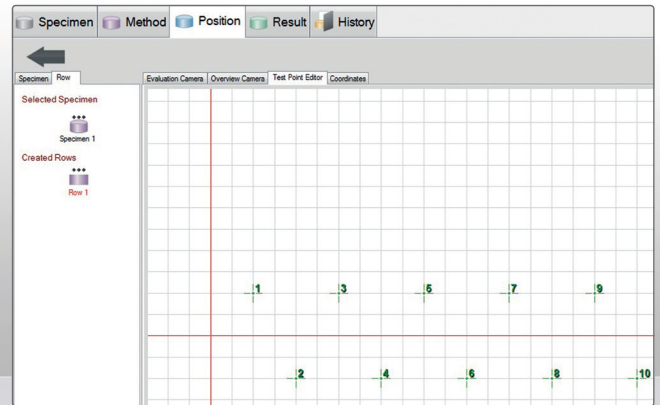 Specimen Method Position Result History
Specimen Row
Evaluation Camera Overview Camera Test Point Editor Coordinates
Selected Specimen
Specimen 1
Created Rows
Row 1
1 3 5 7 9
2 4 6 8 10